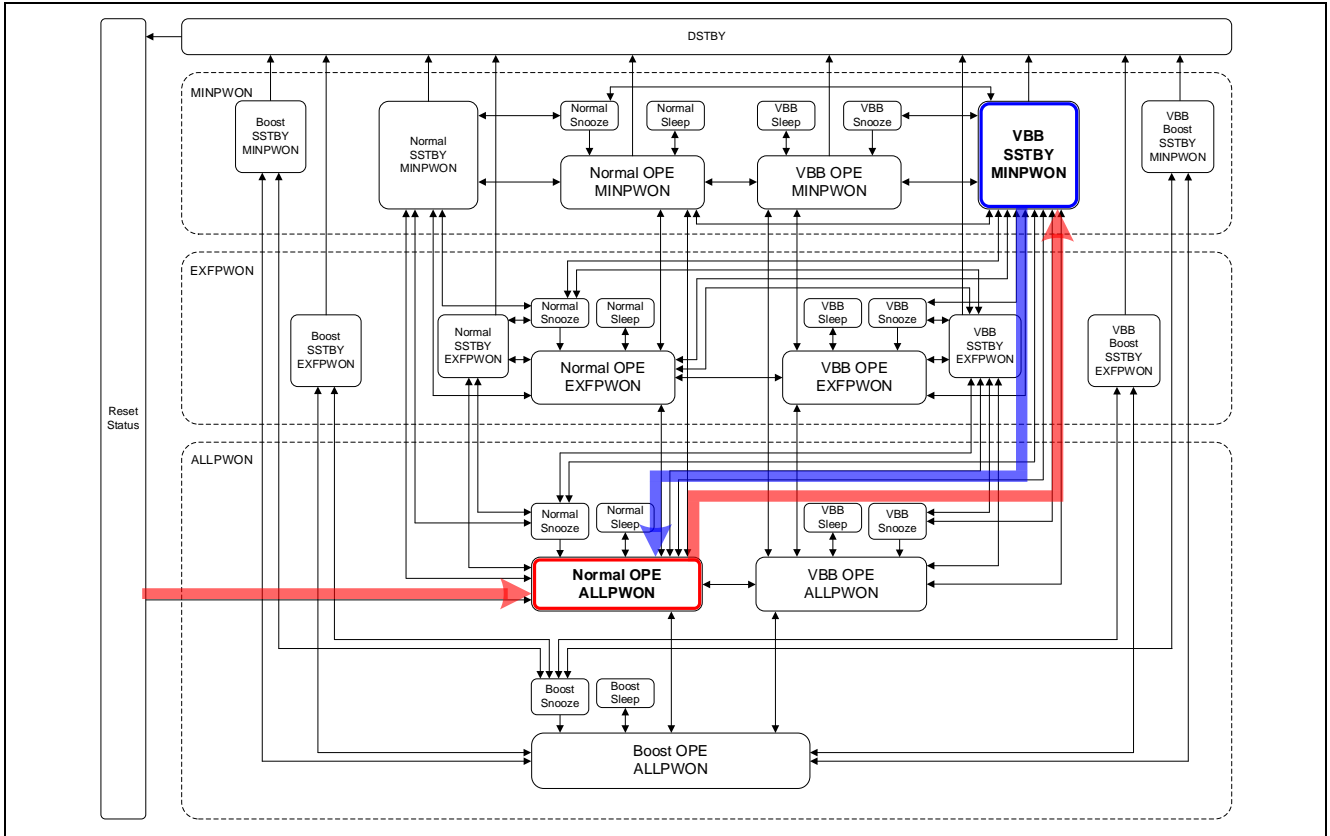 DSTBY
Reset
Status
MINPWON
Boost
SSTBY
MINPWON
Normal
SSTBY
MINPWON
Normal
Snooze
Normal
Sleep
VBB
Sleep
VBB
Snooze
VBB
SSTBY
MINPWON
VBB
Boost
SSTBY
MINPWON
Normal OPE
MINPWON
VBB OPE
MINPWON
EXFPWON
Boost
SSTBY
EXFPWON
Normal
SSTBY
EXFPWON
Normal
Snooze
Normal
Sleep
VBB
Sleep
VBB
Snooze
VBB
SSTBY
EXFPWON
VBB
Boost
SSTBY
EXFPWON
Normal OPE
EXFPWON
VBB OPE
EXFPWON
ALLPWON
Normal
Snooze
Normal
Sleep
VBB
Sleep
VBB
Snooze
Normal OPE
ALLPWON
VBB OPE
ALLPWON
Boost
Snooze
Boost
Sleep
Boost OPE
ALLPWON